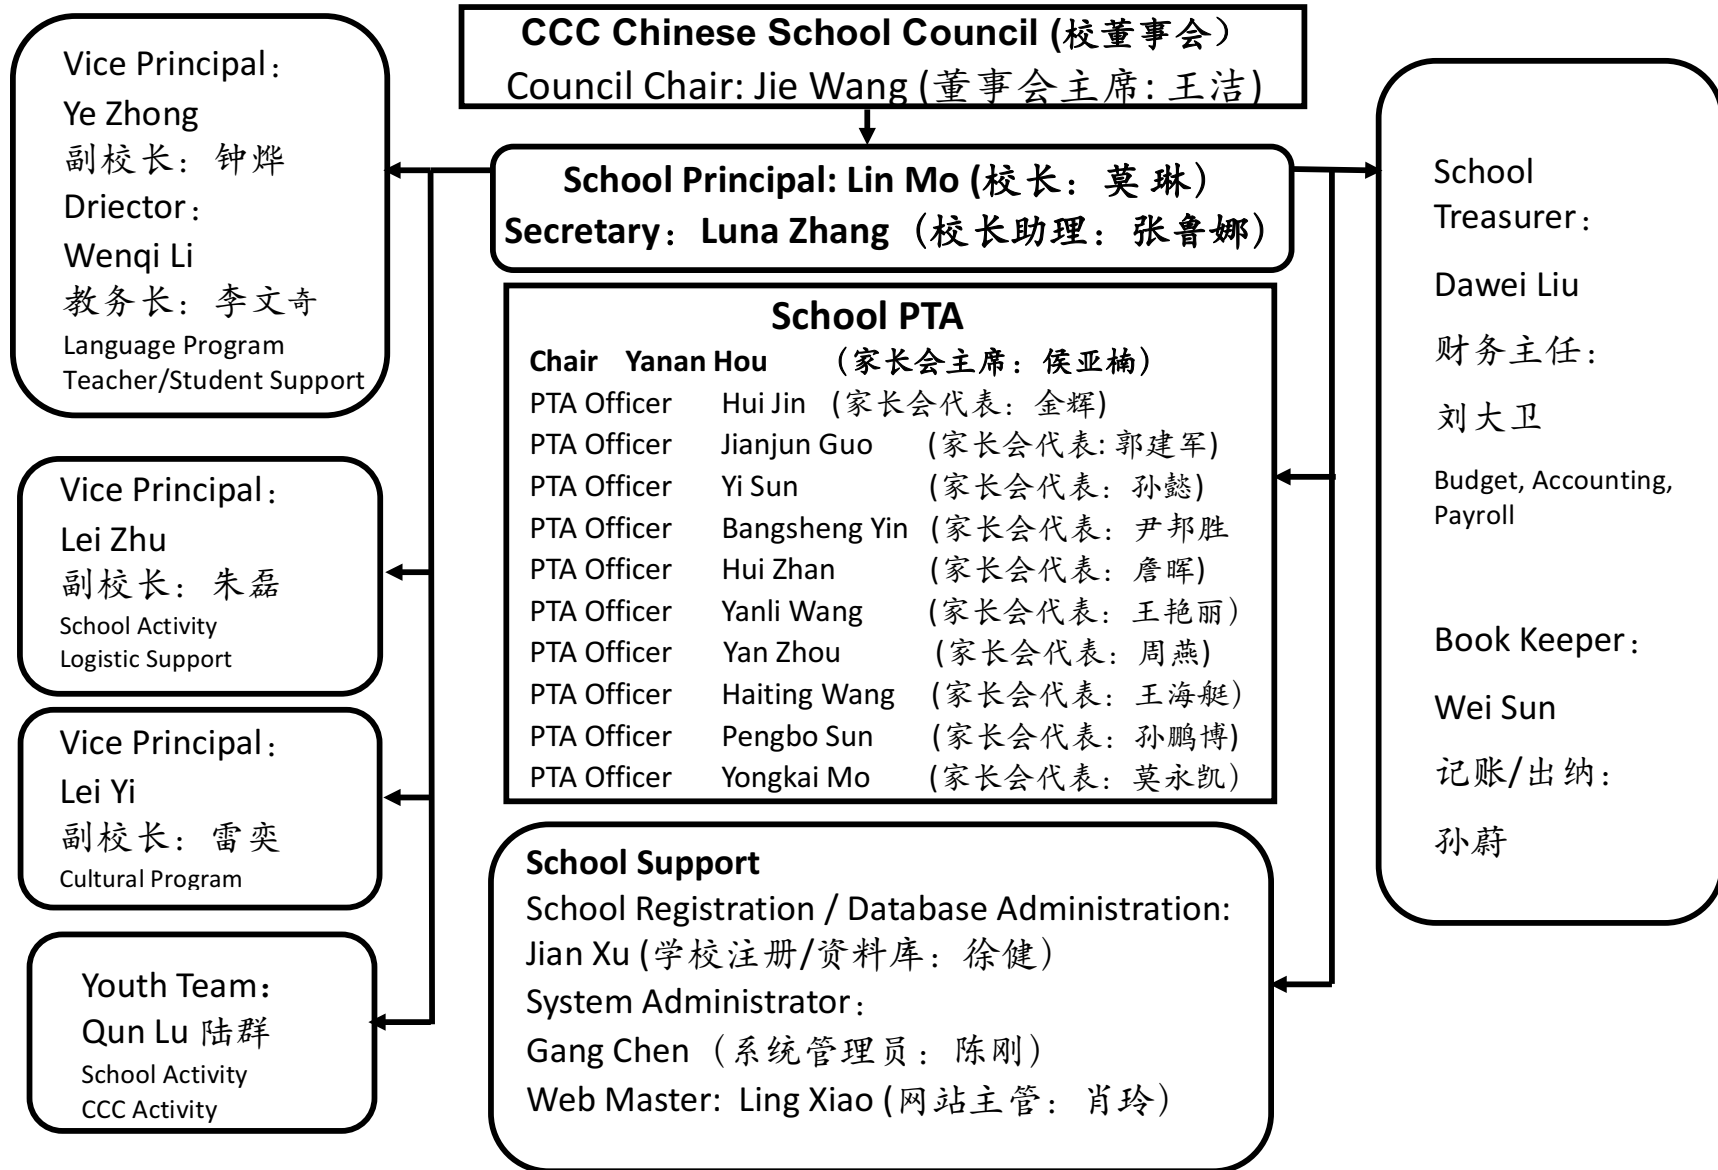 CCC Chinese School Council (校董事会）
Council Chair: Jie Wang (董事会主席: 王洁)
School Principal: Lin Mo (校长： 莫 琳）
Secretary： Luna Zhang （校长助理： 张鲁娜）
Vice Principal：
Ye Zhong
副校长： 钟烨
Driector：
Wenqi Li
教务长： 李文奇
Language Program
Teacher/Student Support
Vice Principal：
Lei Zhu
副校长： 朱磊
School Activity
Logistic Support
Vice Principal：
Lei Yi
副校长： 雷奕
Cultural Program
Youth Team：
Qun Lu 陆群
School Activity
CCC Activity
School PTA
Chair Yanan Hou （家长会主席： 侯亚楠）
PTA Officer Hui Jin (家长会代表： 金辉)
PTA Officer Jianjun Guo (家长会代表: 郭建军)
PTA Officer Yi Sun (家长会代表： 孙懿)
PTA Officer Bangsheng Yin (家长会代表： 尹邦胜
PTA Officer Hui Zhan (家长会代表： 詹晖)
PTA Officer Yanli Wang (家长会代表： 王艳丽）
PTA Officer Yan Zhou (家长会代表： 周燕)
PTA Officer Haiting Wang (家长会代表： 王海艇）
PTA Officer Pengbo Sun (家长会代表： 孙鹏博)
PTA Officer Yongkai Mo (家长会代表： 莫永凯）
School Support
School Registration / Database Administration:
Jian Xu (学校注册/资料库： 徐健）
System Administrator：
Gang Chen （系统管理员： 陈刚）
Web Master: Ling Xiao (网站主管： 肖玲）
School
Treasurer：
Dawei Liu
财务主任：
刘大卫
Budget, Accounting,
Payroll
Book Keeper：
Wei Sun
记账/出纳：
孙蔚